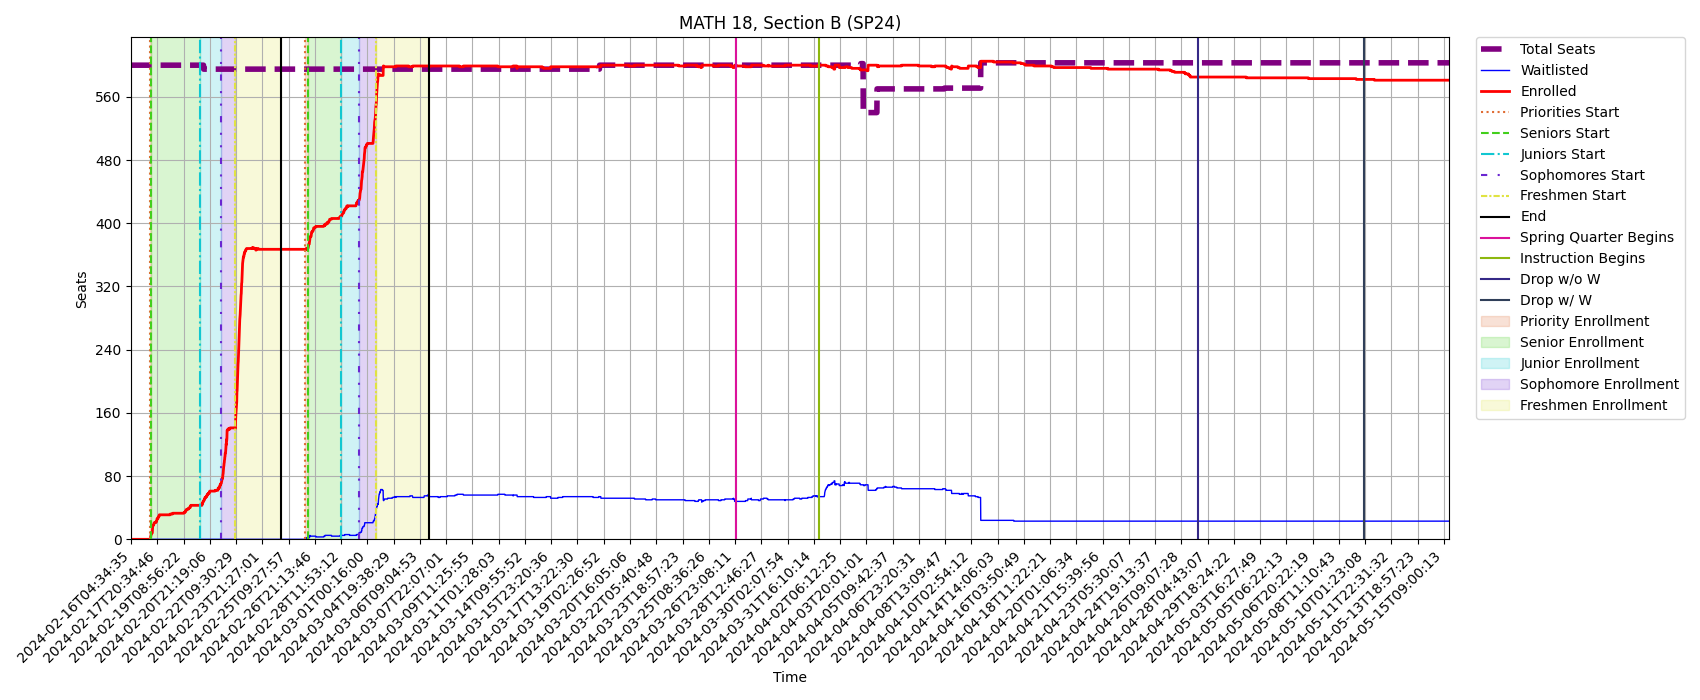 MATH 18, Section B (SP24)
Seats
560
480
400
320
240
160
80
0
2024-02-16T04:34:35
2024-02-17T20:34:46
2024-02-19T08:56:22
2024-02-20T21:19:06
2024-02-22T09:30:29
2024-02-23T21:27:01
2024-02-25T09:27:57
2024-02-26T21:13:46
2024-02-28T11:53:12
2024-03-01T00:16:00
2024-03-04T19:38:29
2024-03-06T09:04:53
2024-03-07T22:07:01
2024-03-11T01:25:55
2024-03-12T15:28:03
2024-03-14T09:55:52
2024-03-15T23:20:36
2024-03-17T13:22:30
2024-03-19T02:26:52
2024-03-20T16:05:06
2024-03-22T05:40:48
2024-03-23T18:57:23
2024-03-25T08:36:26
2024-03-26T23:08:11
2024-03-28T12:46:27
2024-03-30T02:07:54
2024-03-31T16:10:14
2024-04-02T06:12:25
2024-04-03T20:01:01
2024-04-05T09:42:37
2024-04-06T23:20:31
2024-04-08T13:09:47
2024-04-10T02:54:12
2024-04-14T14:06:03
2024-04-16T03:50:49
2024-04-18T11:22:21
2024-04-20T01:06:34
2024-04-21T15:39:56
2024-04-23T05:30:07
2024-04-24T19:13:37
2024-04-26T09:07:28
2024-04-28T04:43:07
2024-04-29T18:24:22
2024-05-03T16:27:49
2024-05-05T06:22:13
2024-05-06T20:22:19
2024-05-08T11:10:43
2024-05-10T01:23:08
2024-05-11T22:31:32
2024-05-13T18:57:23
2024-05-15T09:00:13
Time
Total Seats
Waitlisted
Enrolled
Priorities Start
Seniors Start
Juniors Start
Sophomores Start
Freshmen Start
End
Spring Quarter Begins
Instruction Begins
Drop w/o W
Drop w/ W
Priority Enrollment
Senior Enrollment
Junior Enrollment
Sophomore Enrollment
Freshmen Enrollment